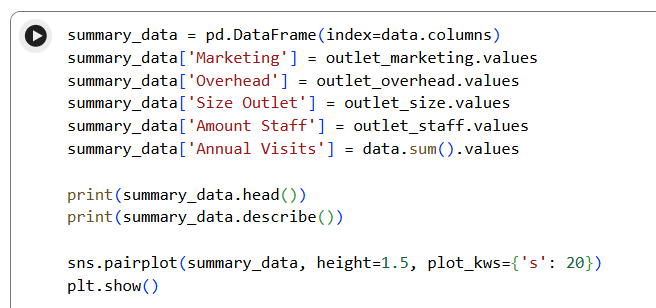 summary_data = pd.DataFrame(index=data.columns)
summary_data['Marketing'] = outlet_marketing.values
summary_data['Overhead'] = outlet_overhead.values
summary_data['Size Outlet'] = outlet_size.values
summary_data['Amount Staff'] = outlet_staff.values
summary_data['Annual Visits'] = data.sum().values
print(summary_data.head())
print(summary_data.describe())
sns.pairplot(summary_data, height=1.5, plot_kws={'s': 20})
plt.show()